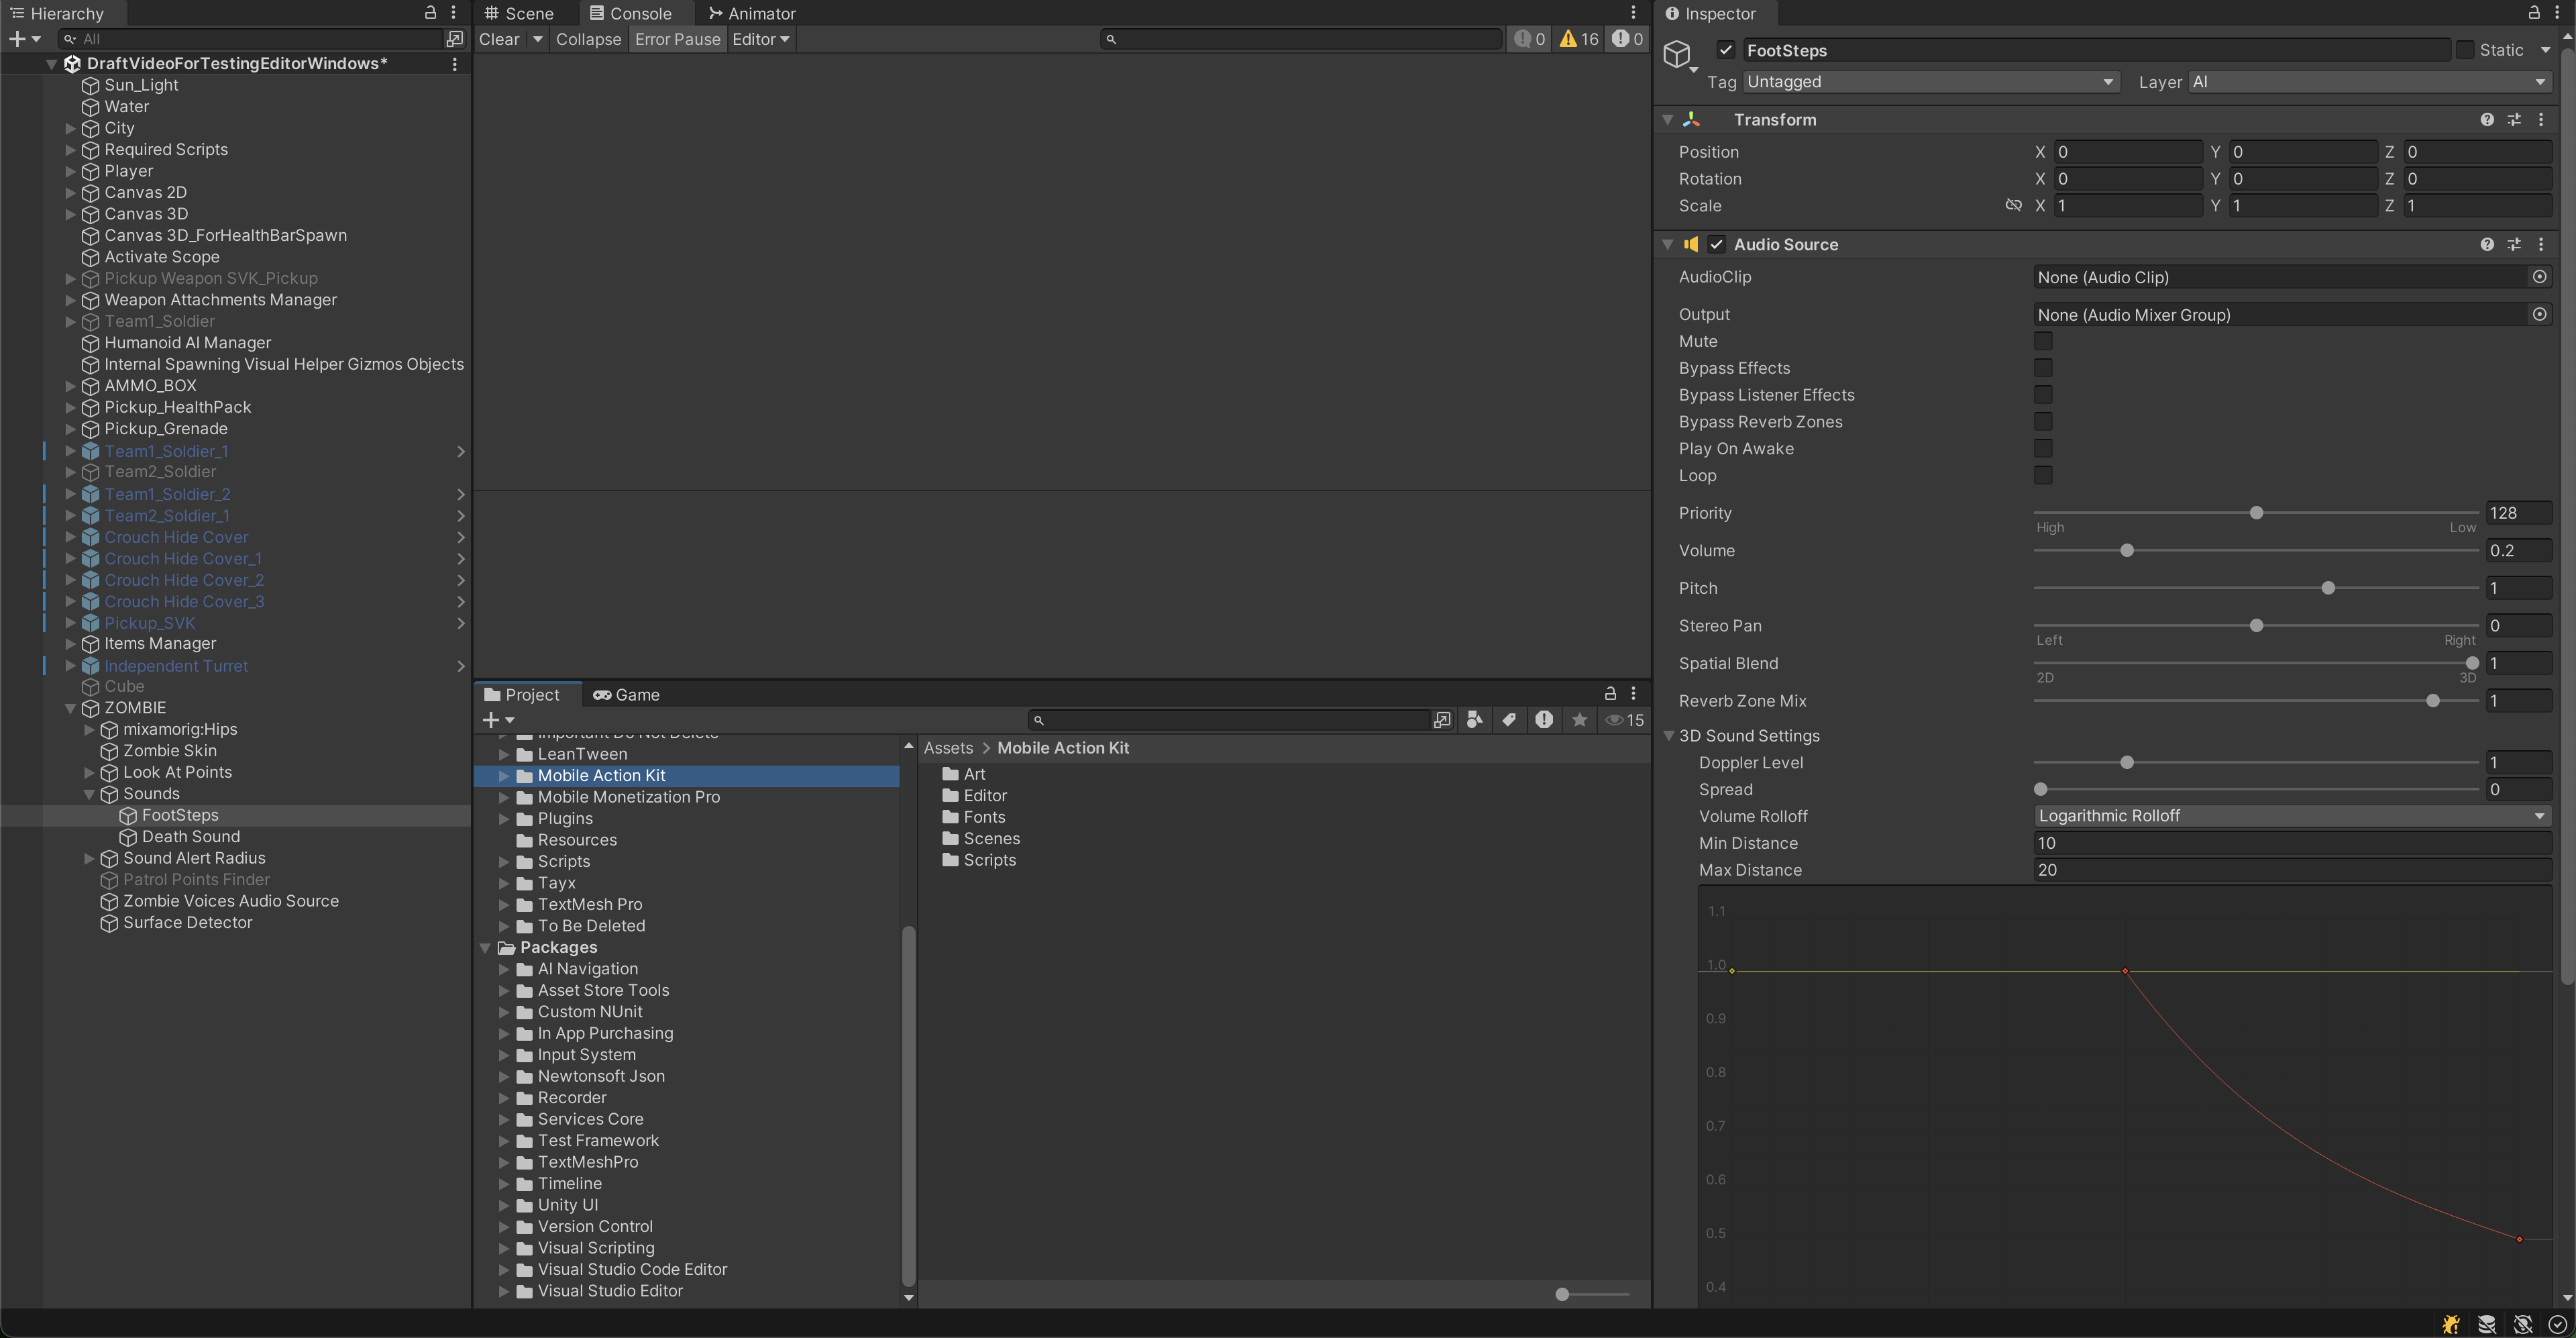 Hierarchy
All
DraftVideoForTestingEditorWindows*
Sun_Light
Water
City
Required Scripts
Player
Canvas 2D
Canvas 3D
Canvas 3D_ForHealthBarSpawn
Activate Scope
Pickup Weapon SVK_Pickup
Weapon Attachments Manager
Team1_Soldier
Humanoid AI Manager
Internal Spawning Visual Helper Gizmos Objects
AMMO_BOX
Pickup_HealthPack
Pickup_Grenade
Team1_Soldier_1
Team2_Soldier
Team1_Soldier_2
Team2_Soldier_1
Crouch Hide Cover
Crouch Hide Cover_1
Crouch Hide Cover_2
Crouch Hide Cover_3
Pickup_SVK
Items Manager
Independent Turret
Cube
ZOMBIE
mixamorig:Hips
Zombie Skin
Look At Points
Sounds
FootSteps
Death Sound
Sound Alert Radius
Patrol Points Finder
Zombie Voices Audio Source
Surface Detector
Scene Console Animator
Clear Collapse Error Pause Editor 0 16 0
Project Game
15
Important Do Not Delete
LeanTween
Mobile Action Kit
Mobile Monetization Pro
Plugins
Resources
Scripts
Tayx
TextMesh Pro
To Be Deleted
Packages
AI Navigation
Asset Store Tools
Custom NUnit
In App Purchasing
Input System
Newtonsoft Json
Recorder
Services Core
Test Framework
TextMeshPro
Timeline
Unity UI
Version Control
Visual Scripting
Visual Studio Code Editor
Visual Studio Editor
Assets > Mobile Action Kit
Art
Editor
Fonts
Scenes
Scripts
Inspector
FootSteps Static
Tag Untagged Layer AI
Transform
Position X 0 Y 0 Z 0
Rotation X 0 Y 0 Z 0
Scale X 1 Y 1 Z 1
Audio Source
AudioClip None (Audio Clip)
Output None (Audio Mixer Group)
Mute
Bypass Effects
Bypass Listener Effects
Bypass Reverb Zones
Play On Awake
Loop
Priority 128
High Low
Volume 0.2
Pitch 1
Stereo Pan 0
Left Right
Spatial Blend 1
2D 3D
Reverb Zone Mix 1
3D Sound Settings
Doppler Level 1
Spread 0
Volume Rolloff Logarithmic Rolloff
Min Distance 10
Max Distance 20
1.1
1.0
0.9
0.8
0.7
0.6
0.5
0.4